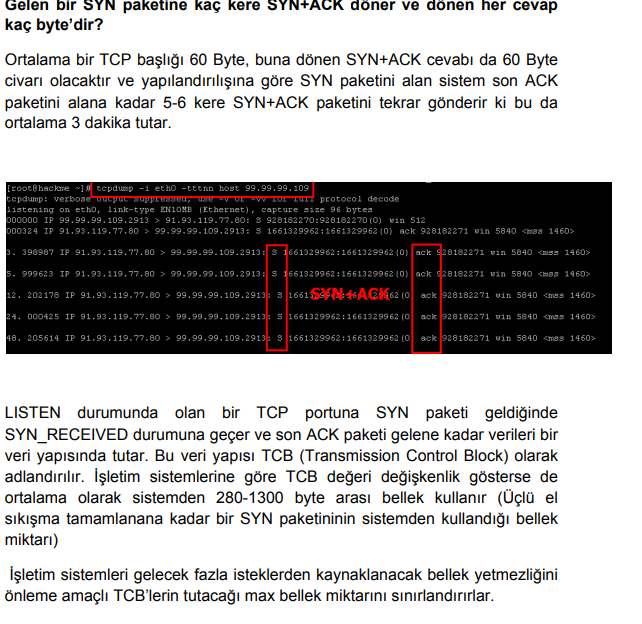 Gelen bir SYN paketine kaç kere SYN+ACK döner ve dönen her cevap
kaç byte’dir?
Ortalama bir TCP başlığı 60 Byte, buna dönen SYN+ACK cevabı da 60 Byte
civarı olacaktır ve yapılandırılışına göre SYN paketini alan sistem son ACK
paketini alana kadar 5-6 kere SYN+ACK paketini tekrar gönderir ki bu da
ortalama 3 dakika tutar.
[root@hackme ~]# tcpdump -i eth0 -tttnn host 99.99.99.109
tcpdump: verbose output suppressed, use -v or -vv for full protocol decode
listening on eth0, link-type EN10MB (Ethernet), capture size 96 bytes
000000 IP 99.99.99.109.2913 > 91.93.119.77.80: S 928182270:928182270(0) win 512
000324 IP 91.93.119.77.80 > 99.99.99.109.2913: S 1661329962:1661329962(0) ack 928182271 win 5840 <mss 1460>
3. 398987 IP 91.93.119.77.80 > 99.99.99.109.2913: S 1661329962:1661329962(0) ack 928182271 win 5840 <mss 1460>
5. 999623 IP 91.93.119.77.80 > 99.99.99.109.2913: S 1661329962:1661329962(0) ack 928182271 win 5840 <mss 1460>
12. 202178 IP 91.93.119.77.80 > 99.99.99.109.2913: S ack 928182271 win 5840 <mss 1460>
SYN+ACK
24. 000425 IP 91.93.119.77.80 > 99.99.99.109.2913: S 1661329962:1661329962(0 ack 928182271 win 5840 <mss 1460>
48. 205614 IP 91.93.119.77.80 > 99.99.99.109.2913: S 1661329962:1661329962(0 ack 928182271 win 5840 <mss 1460>
LISTEN durumunda olan bir TCP portuna SYN paketi geldiğinde
SYN_RECEIVED durumuna geçer ve son ACK paketi gelene kadar verileri bir
veri yapısında tutar. Bu veri yapısı TCB (Transmission Control Block) olarak
adlandırılır. İşletim sistemlerine göre TCB değeri değişkenlik gösterse de
ortalama olarak sistemden 280-1300 byte arası bellek kullanır (Üçlü el
sıkışma tamamlanana kadar bir SYN paketininin sistemden kullandığı bellek
miktarı)
İşletim sistemleri gelecek fazla isteklerden kaynaklanacak bellek yetmezliğini
önleme amaçlı TCB’lerin tutacağı max bellek miktarını sınırlandırırlar.